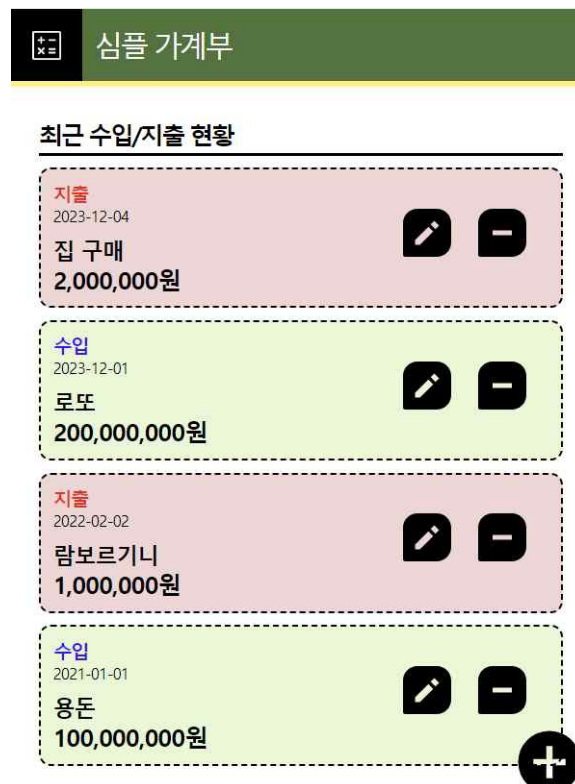 심플 가계부
최근 수입/지출 현황
지출
2023-12-04
집 구매
2,000,000원
수입
2023-12-01
로또
200,000,000원
지출
2022-02-02
람보르기니
1,000,000원
수입
2021-01-01
용돈
100,000,000원